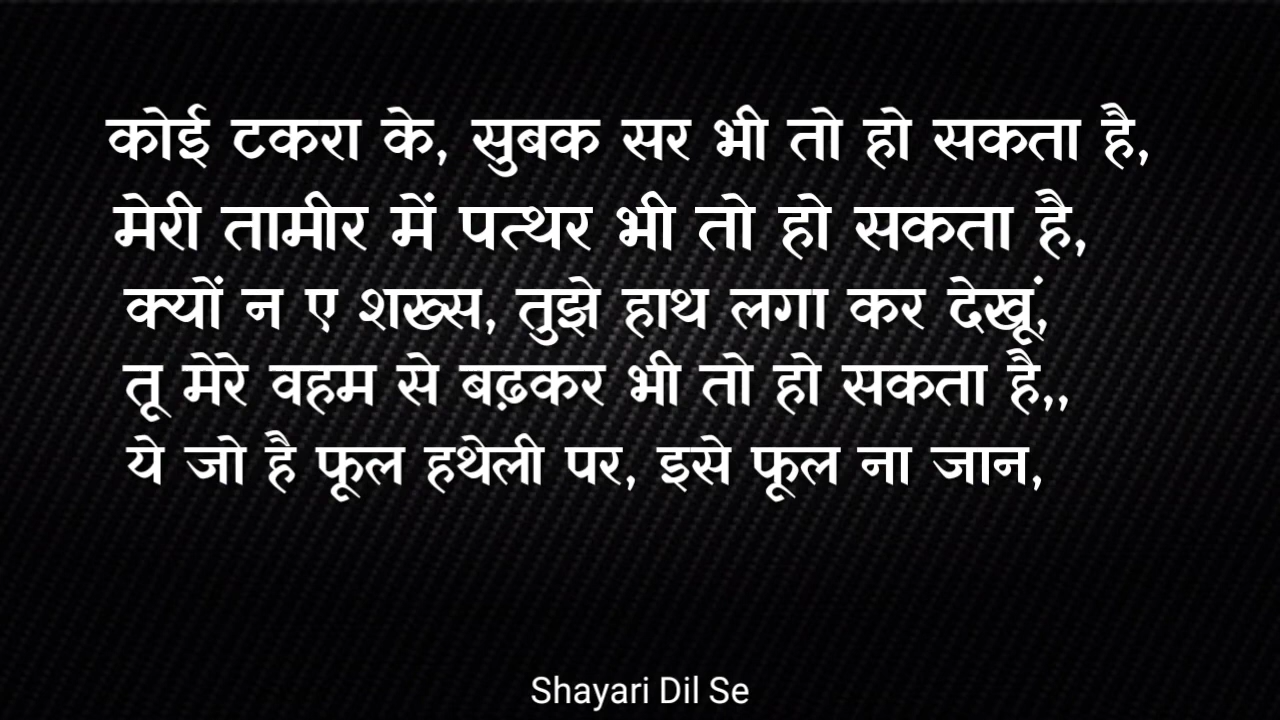 कोई टकरा के, सुबक सर भी तो हो सकता है,
मेरी तामीर में पत्थर भी तो हो सकता है,
क्यों न ए शख्स, तुझे हाथ लगा कर देखूं,
तू मेरे वहम से बढ़कर भी तो हो सकता है,,
ये जो है फूल हथेली पर, इसे फूल ना जान,
Shayari Dil Se